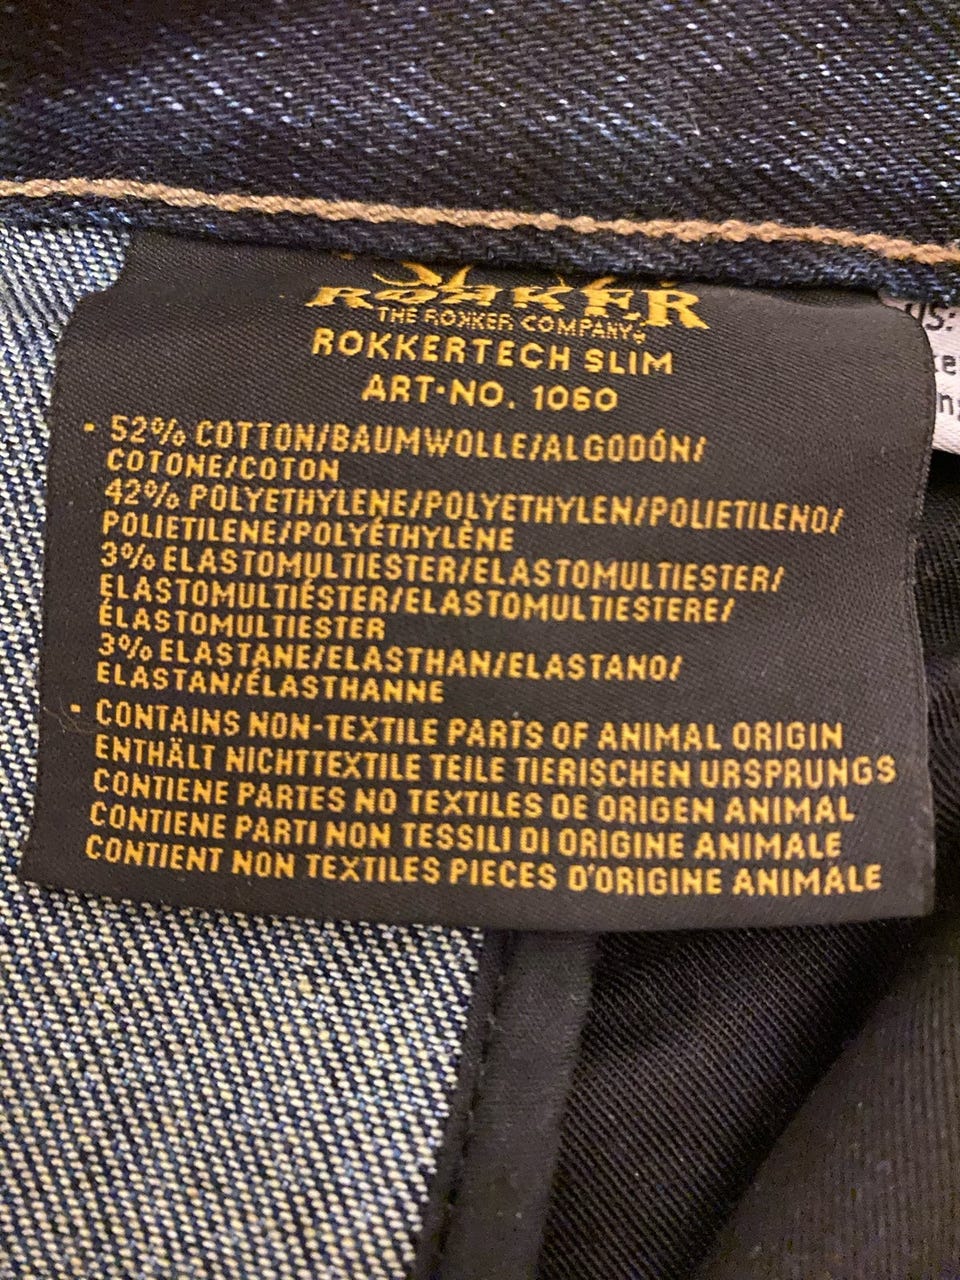 ROKKER
THE ROKKER COMPANY
ROKKERTECH SLIM
ART-NO. 1060
• 52% COTTON/BAUMWOLLE/ALGODÓN/
COTONE/COTON
42% POLYETHYLENE/POLYETHYLEN/POLIETILENO/
POLIETILENE/POLYÉTHYLÈNE
3% ELASTOMULTIESTER/ELASTOMULTIESTER/
ELASTOMULTIÉSTER/ELASTOMULTIESTERE/
ÉLASTOMULTIESTER
3% ELASTANE/ELASTHAN/ELASTANO/
ELASTAN/ÉLASTHANNE
• CONTAINS NON-TEXTILE PARTS OF ANIMAL ORIGIN
ENTHÄLT NICHTTEXTILE TEILE TIERISCHEN URSPRUNGS
CONTIENE PARTES NO TEXTILES DE ORIGEN ANIMAL
CONTIENE PARTI NON TESSILI DI ORIGINE ANIMALE
CONTIENT NON TEXTILES PIECES D'ORIGINE ANIMALE